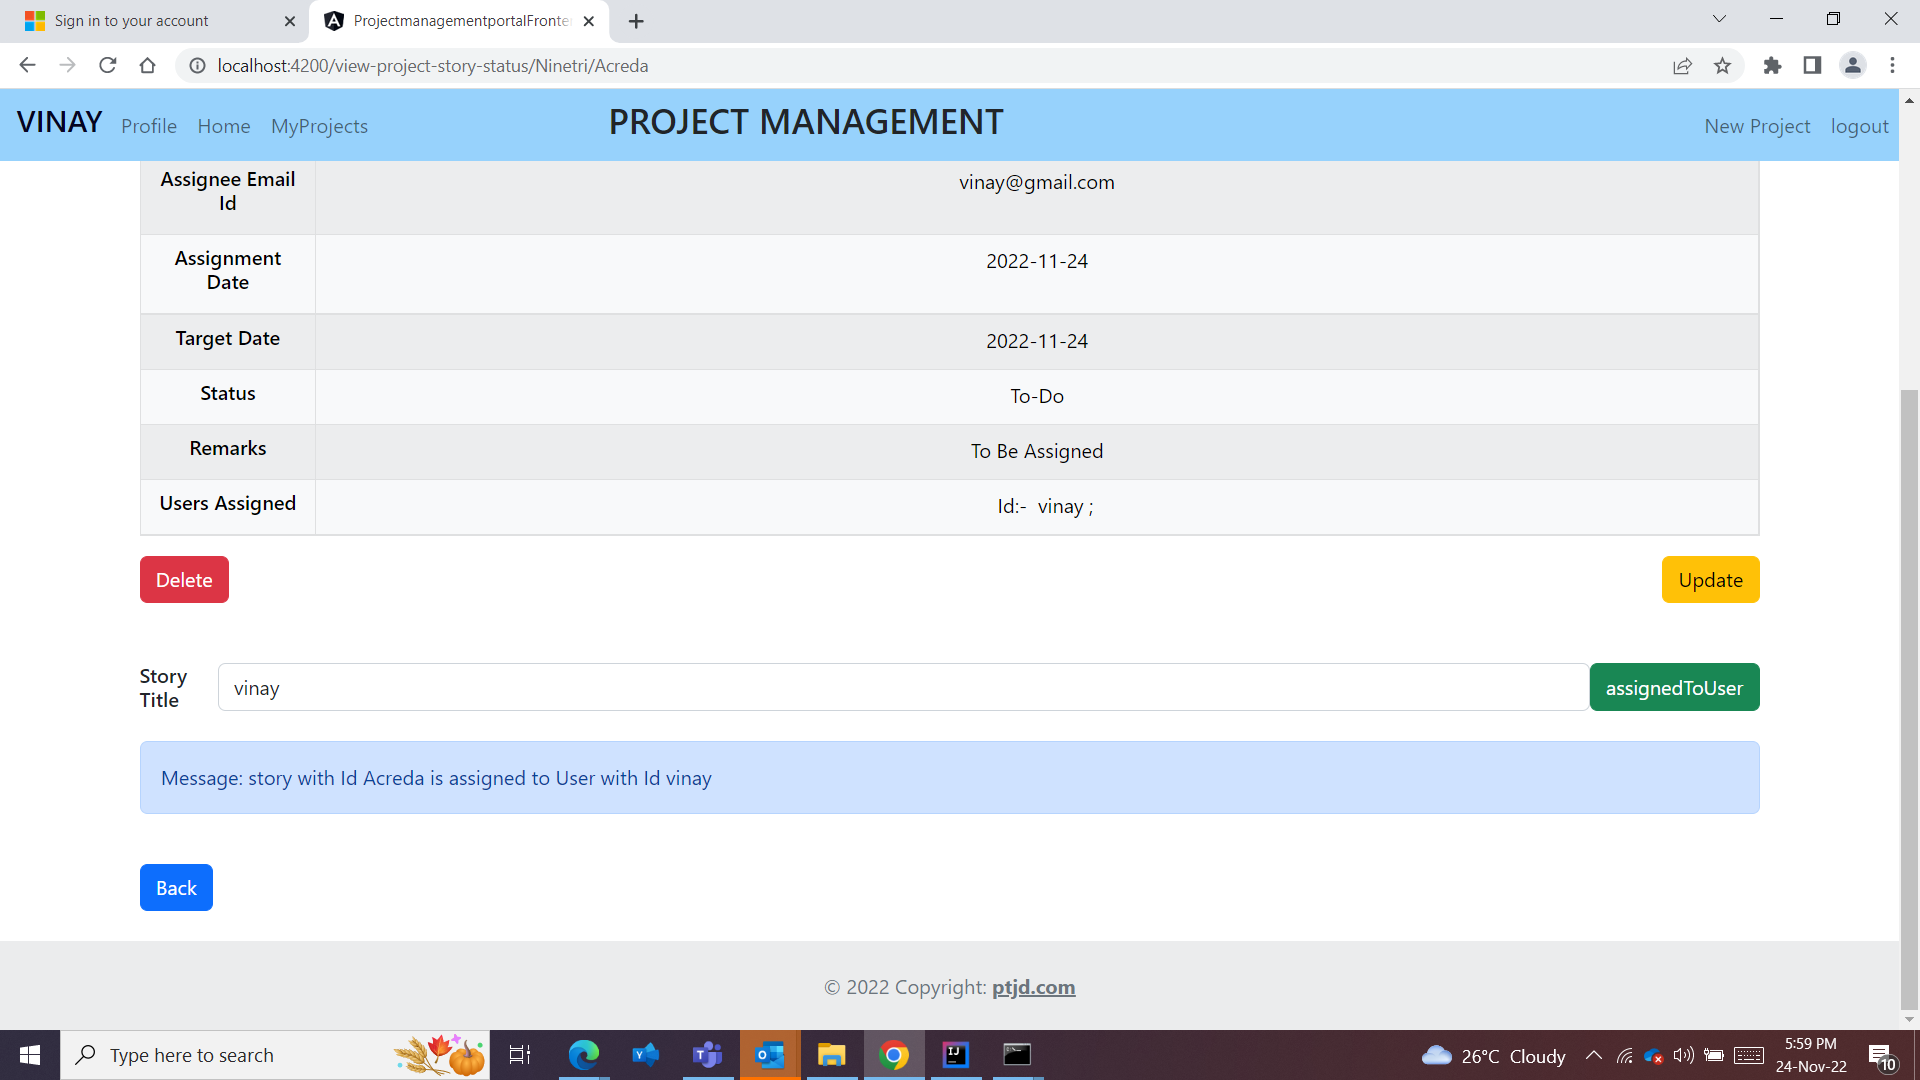 Sign in to your account
ProjectmanagementportalFronte
localhost:4200/view-project-story-status/Ninetri/Acreda
VINAY Profile Home MyProjects PROJECT MANAGEMENT New Project logout
Assignee Email Id vinay@gmail.com
Assignment Date 2022-11-24
Target Date 2022-11-24
Status To-Do
Remarks To Be Assigned
Users Assigned Id:- vinay ;
Delete Update
Story Title vinay assignedToUser
Message: story with Id Acreda is assigned to User with Id vinay
Back
© 2022 Copyright: ptjd.com
Type here to search
26°C Cloudy
5:59 PM
24-Nov-22
10